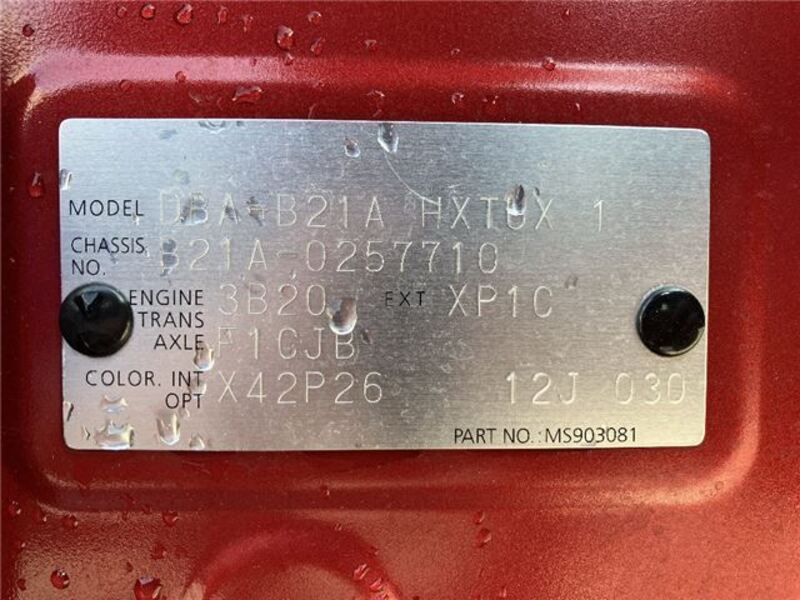 MODEL DBA-B21A HXTUX 1
CHASSIS NO. B21A-0257710
ENGINE 3B20 EXT XP1C
TRANS AXLE F1CJB
COLOR. INT OPT X42P26 12J 030
PART NO.:MS903081